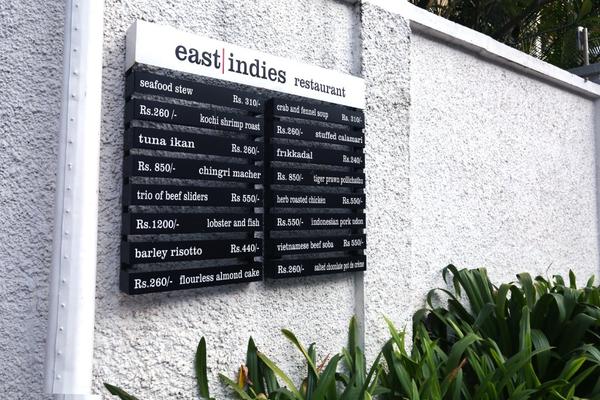 east|indies restaurant
seafood stew Rs. 310/-
Rs.260 /- kochi shrimp roast
tuna ikan Rs. 260/-
Rs. 850/- chingri macher
trio of beef sliders Rs 550/-
Rs.1200/- lobster and fish
barley risotto Rs.440/-
Rs.260/- flourless almond cake
crab and fennel soup Rs. 310/-
Rs.260/- stuffed calamari
frikkadal Rs.240/-
Rs. 850/- tiger prawn pollichathu
herb roasted chicken Rs.550/-
Rs.550/- indonesian pork udon
vietnamese beef soba Rs 550/-
Rs.260/- salted chocolate pot de crème